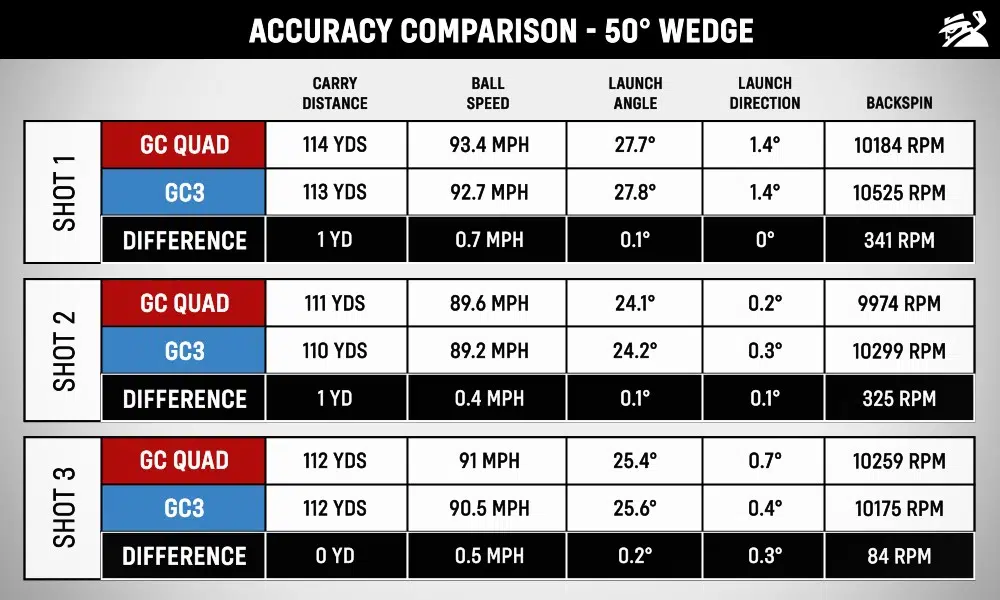 ACCURACY COMPARISON - 50° WEDGE
CARRY DISTANCE BALL SPEED LAUNCH ANGLE LAUNCH DIRECTION BACKSPIN
SHOT 1
GC QUAD 114 YDS 93.4 MPH 27.7° 1.4° 10184 RPM
GC3 113 YDS 92.7 MPH 27.8° 1.4° 10525 RPM
DIFFERENCE 1 YD 0.7 MPH 0.1° 0° 341 RPM
SHOT 2
GC QUAD 111 YDS 89.6 MPH 24.1° 0.2° 9974 RPM
GC3 110 YDS 89.2 MPH 24.2° 0.3° 10299 RPM
DIFFERENCE 1 YD 0.4 MPH 0.1° 0.1° 325 RPM
SHOT 3
GC QUAD 112 YDS 91 MPH 25.4° 0.7° 10259 RPM
GC3 112 YDS 90.5 MPH 25.6° 0.4° 10175 RPM
DIFFERENCE 0 YD 0.5 MPH 0.2° 0.3° 84 RPM